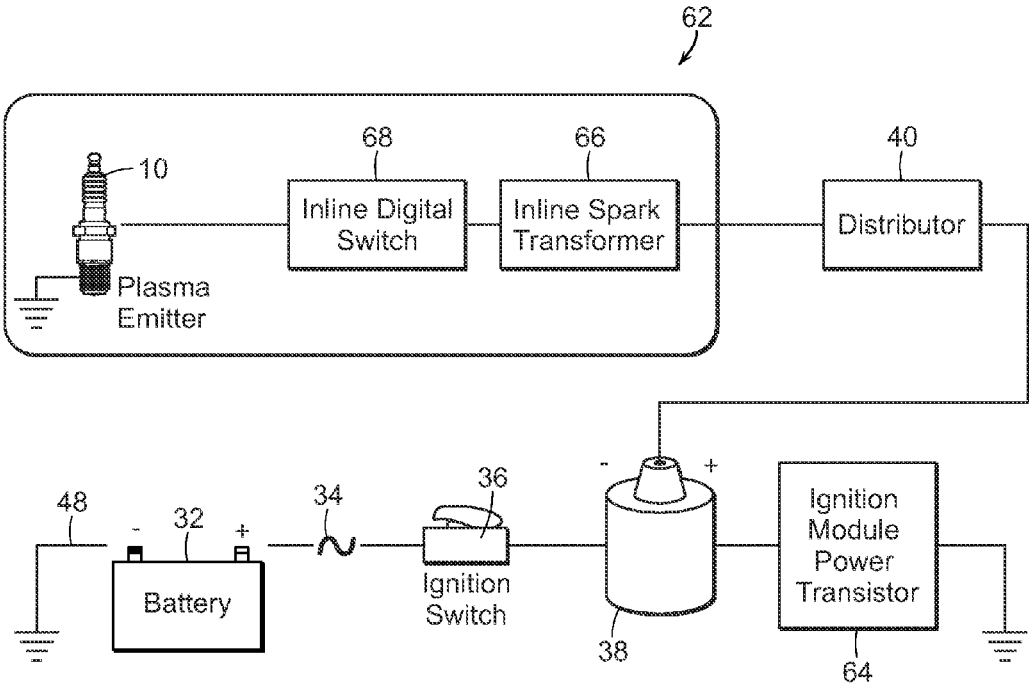 62
10
68
66
40
Inline Digital
Switch
Inline Spark
Transformer
Distributor
Plasma
Emitter
48
-
32
+
34
36
-
+
Battery
Ignition
Switch
Ignition
Module
Power
Transistor
38
64